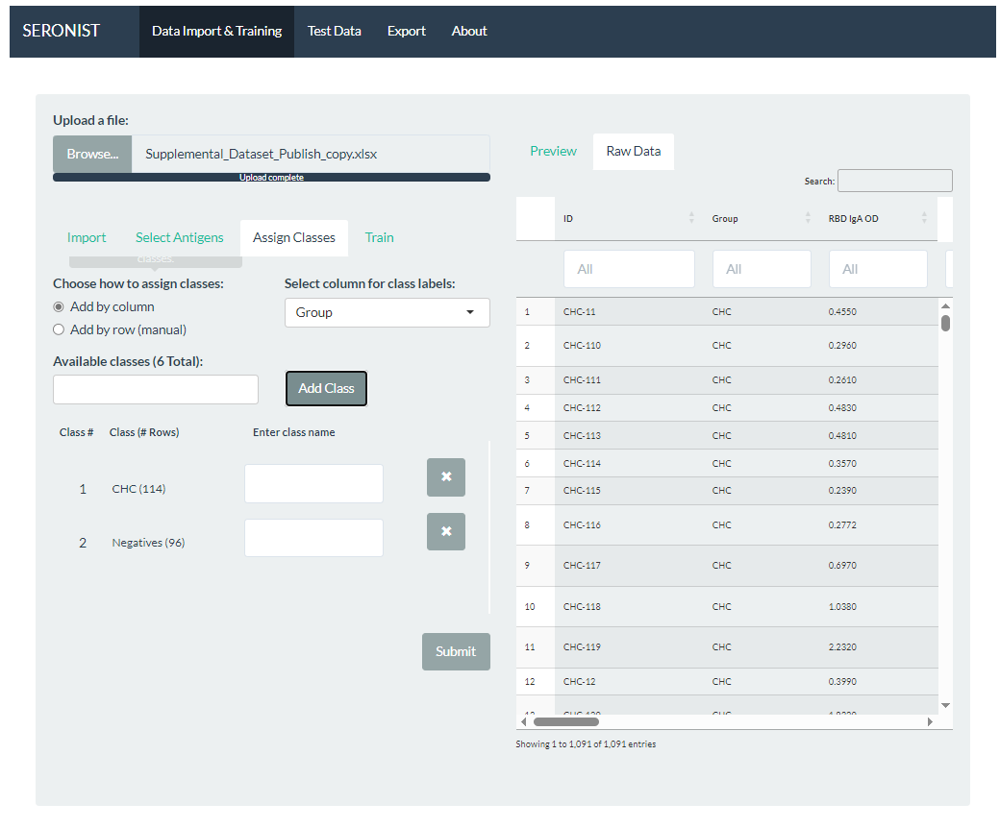 SERONIST Data Import & Training Test Data Export About
Upload a file:
Browse... Supplemental_Dataset_Publish_copy.xlsx
Upload complete
Import Select Antigens Assign Classes Train
classes.
Choose how to assign classes:
Add by column
Add by row (manual)
Select column for class labels:
Group
Available classes (6 Total):
Add Class
Class # Class (# Rows) Enter class name
1 CHC (114)
2 Negatives (96)
Submit
Preview Raw Data
Search:
ID Group RBD IgA OD
All All All
1 CHC-11 CHC 0.4550
2 CHC-110 CHC 0.2960
3 CHC-111 CHC 0.2610
4 CHC-112 CHC 0.4830
5 CHC-113 CHC 0.4810
6 CHC-114 CHC 0.3570
7 CHC-115 CHC 0.2390
8 CHC-116 CHC 0.2772
9 CHC-117 CHC 0.6970
10 CHC-118 CHC 1.0380
11 CHC-119 CHC 2.2320
12 CHC-12 CHC 0.3990
Showing 1 to 1,091 of 1,091 entries